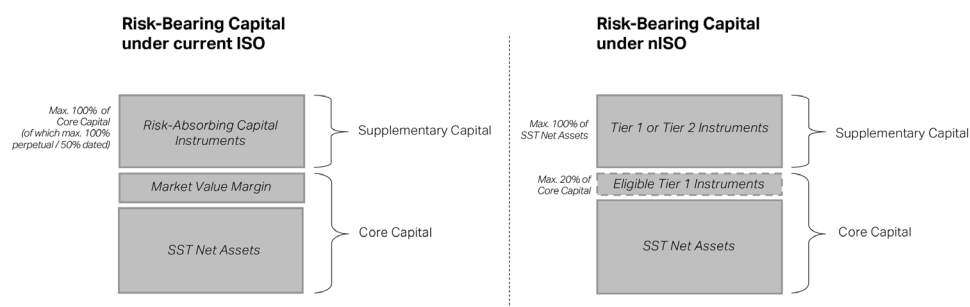 Risk-Bearing Capital
under current ISO
Max. 100% of
Core Capital
(of which max. 100%
perpetual / 50% dated)
Risk-Absorbing Capital
Instruments
Supplementary Capital
Market Value Margin
SST Net Assets
Core Capital
Risk-Bearing Capital
under nISO
Max. 100% of
SST Net Assets
Tier 1 or Tier 2 Instruments
Supplementary Capital
Max. 20% of
Core Capital
Eligible Tier 1 Instruments
SST Net Assets
Core Capital